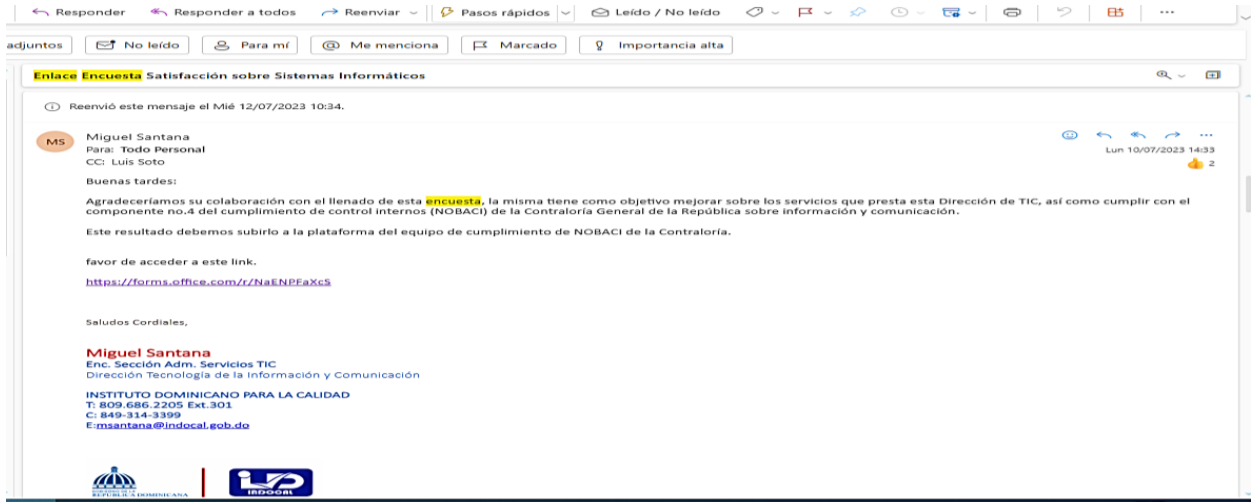 Responder Responder a todos Reenviar Pasos rápidos Leído / No leído
adjuntos No leído Para mí Me menciona Marcado Importancia alta
Enlace Encuesta Satisfacción sobre Sistemas Informáticos
Reenvió este mensaje el Mié 12/07/2023 10:34.
MS
Miguel Santana
Para: Todo Personal
CC: Luis Soto
Lun 10/07/2023 14:33
2
Buenas tardes:
Agradeceríamos su colaboración con el llenado de esta encuesta, la misma tiene como objetivo mejorar sobre los servicios que presta esta Dirección de TIC, así como cumplir con el
componente no.4 del cumplimiento de control internos (NOBACI) de la Contraloría General de la República sobre información y comunicación.
Este resultado debemos subirlo a la plataforma del equipo de cumplimiento de NOBACI de la Contraloría.
favor de acceder a este link.
https://forms.office.com/r/NaENPFaXcS
Saludos Cordiales,
Miguel Santana
Enc. Sección Adm. Servicios TIC
Dirección Tecnología de la Información y Comunicación
INSTITUTO DOMINICANO PARA LA CALIDAD
T: 809.686.2205 Ext.301
C: 849-314-3399
E:msantana@indocal.gob.do
REPÚBLICA DOMINICANA
INDOCAL